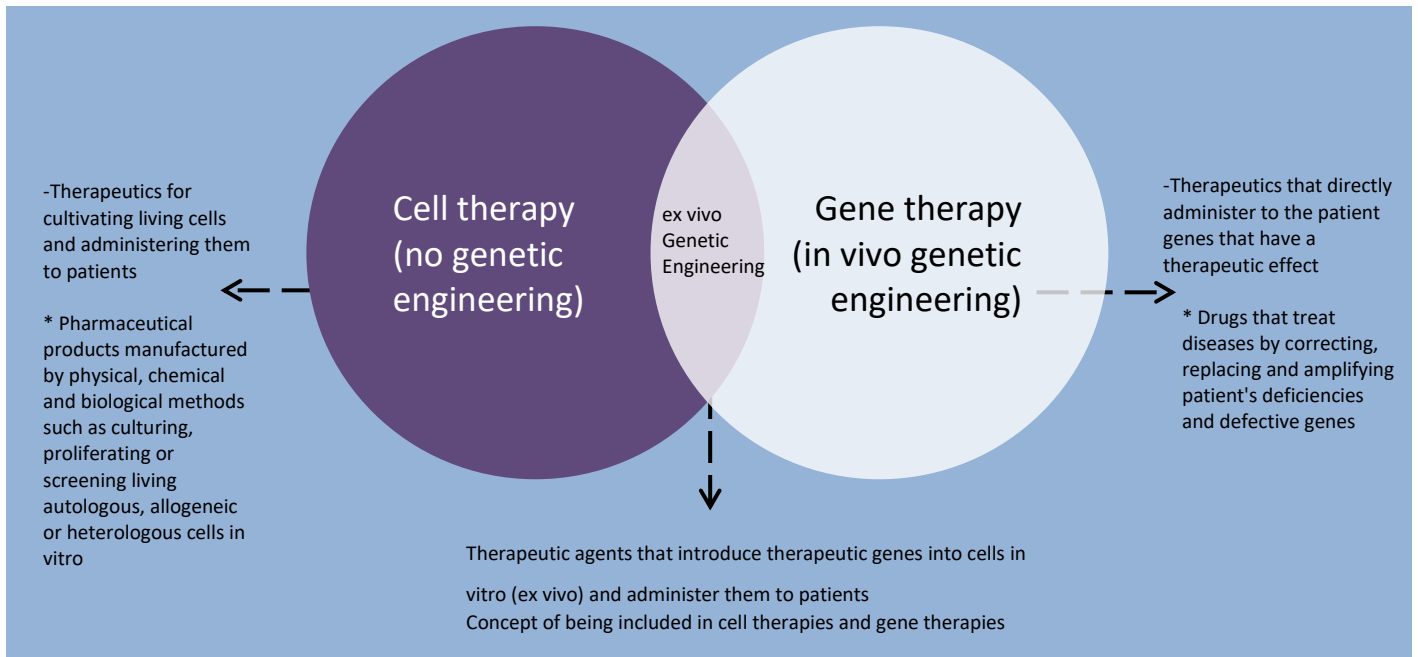 -Therapeutics for
cultivating living cells
and administering them
to patients
* Pharmaceutical
products manufactured
by physical, chemical
and biological methods
such as culturing,
proliferating or
screening living
autologous, allogeneic
or heterologous cells in
vitro
Cell therapy
(no genetic
engineering)
ex vivo
Genetic
Engineering
Gene therapy
(in vivo genetic
engineering)
-Therapeutics that directly
administer to the patient
genes that have a
therapeutic effect
* Drugs that treat
diseases by correcting,
replacing and amplifying
patient's deficiencies
and defective genes
Therapeutic agents that introduce therapeutic genes into cells in
vitro (ex vivo) and administer them to patients
Concept of being included in cell therapies and gene therapies